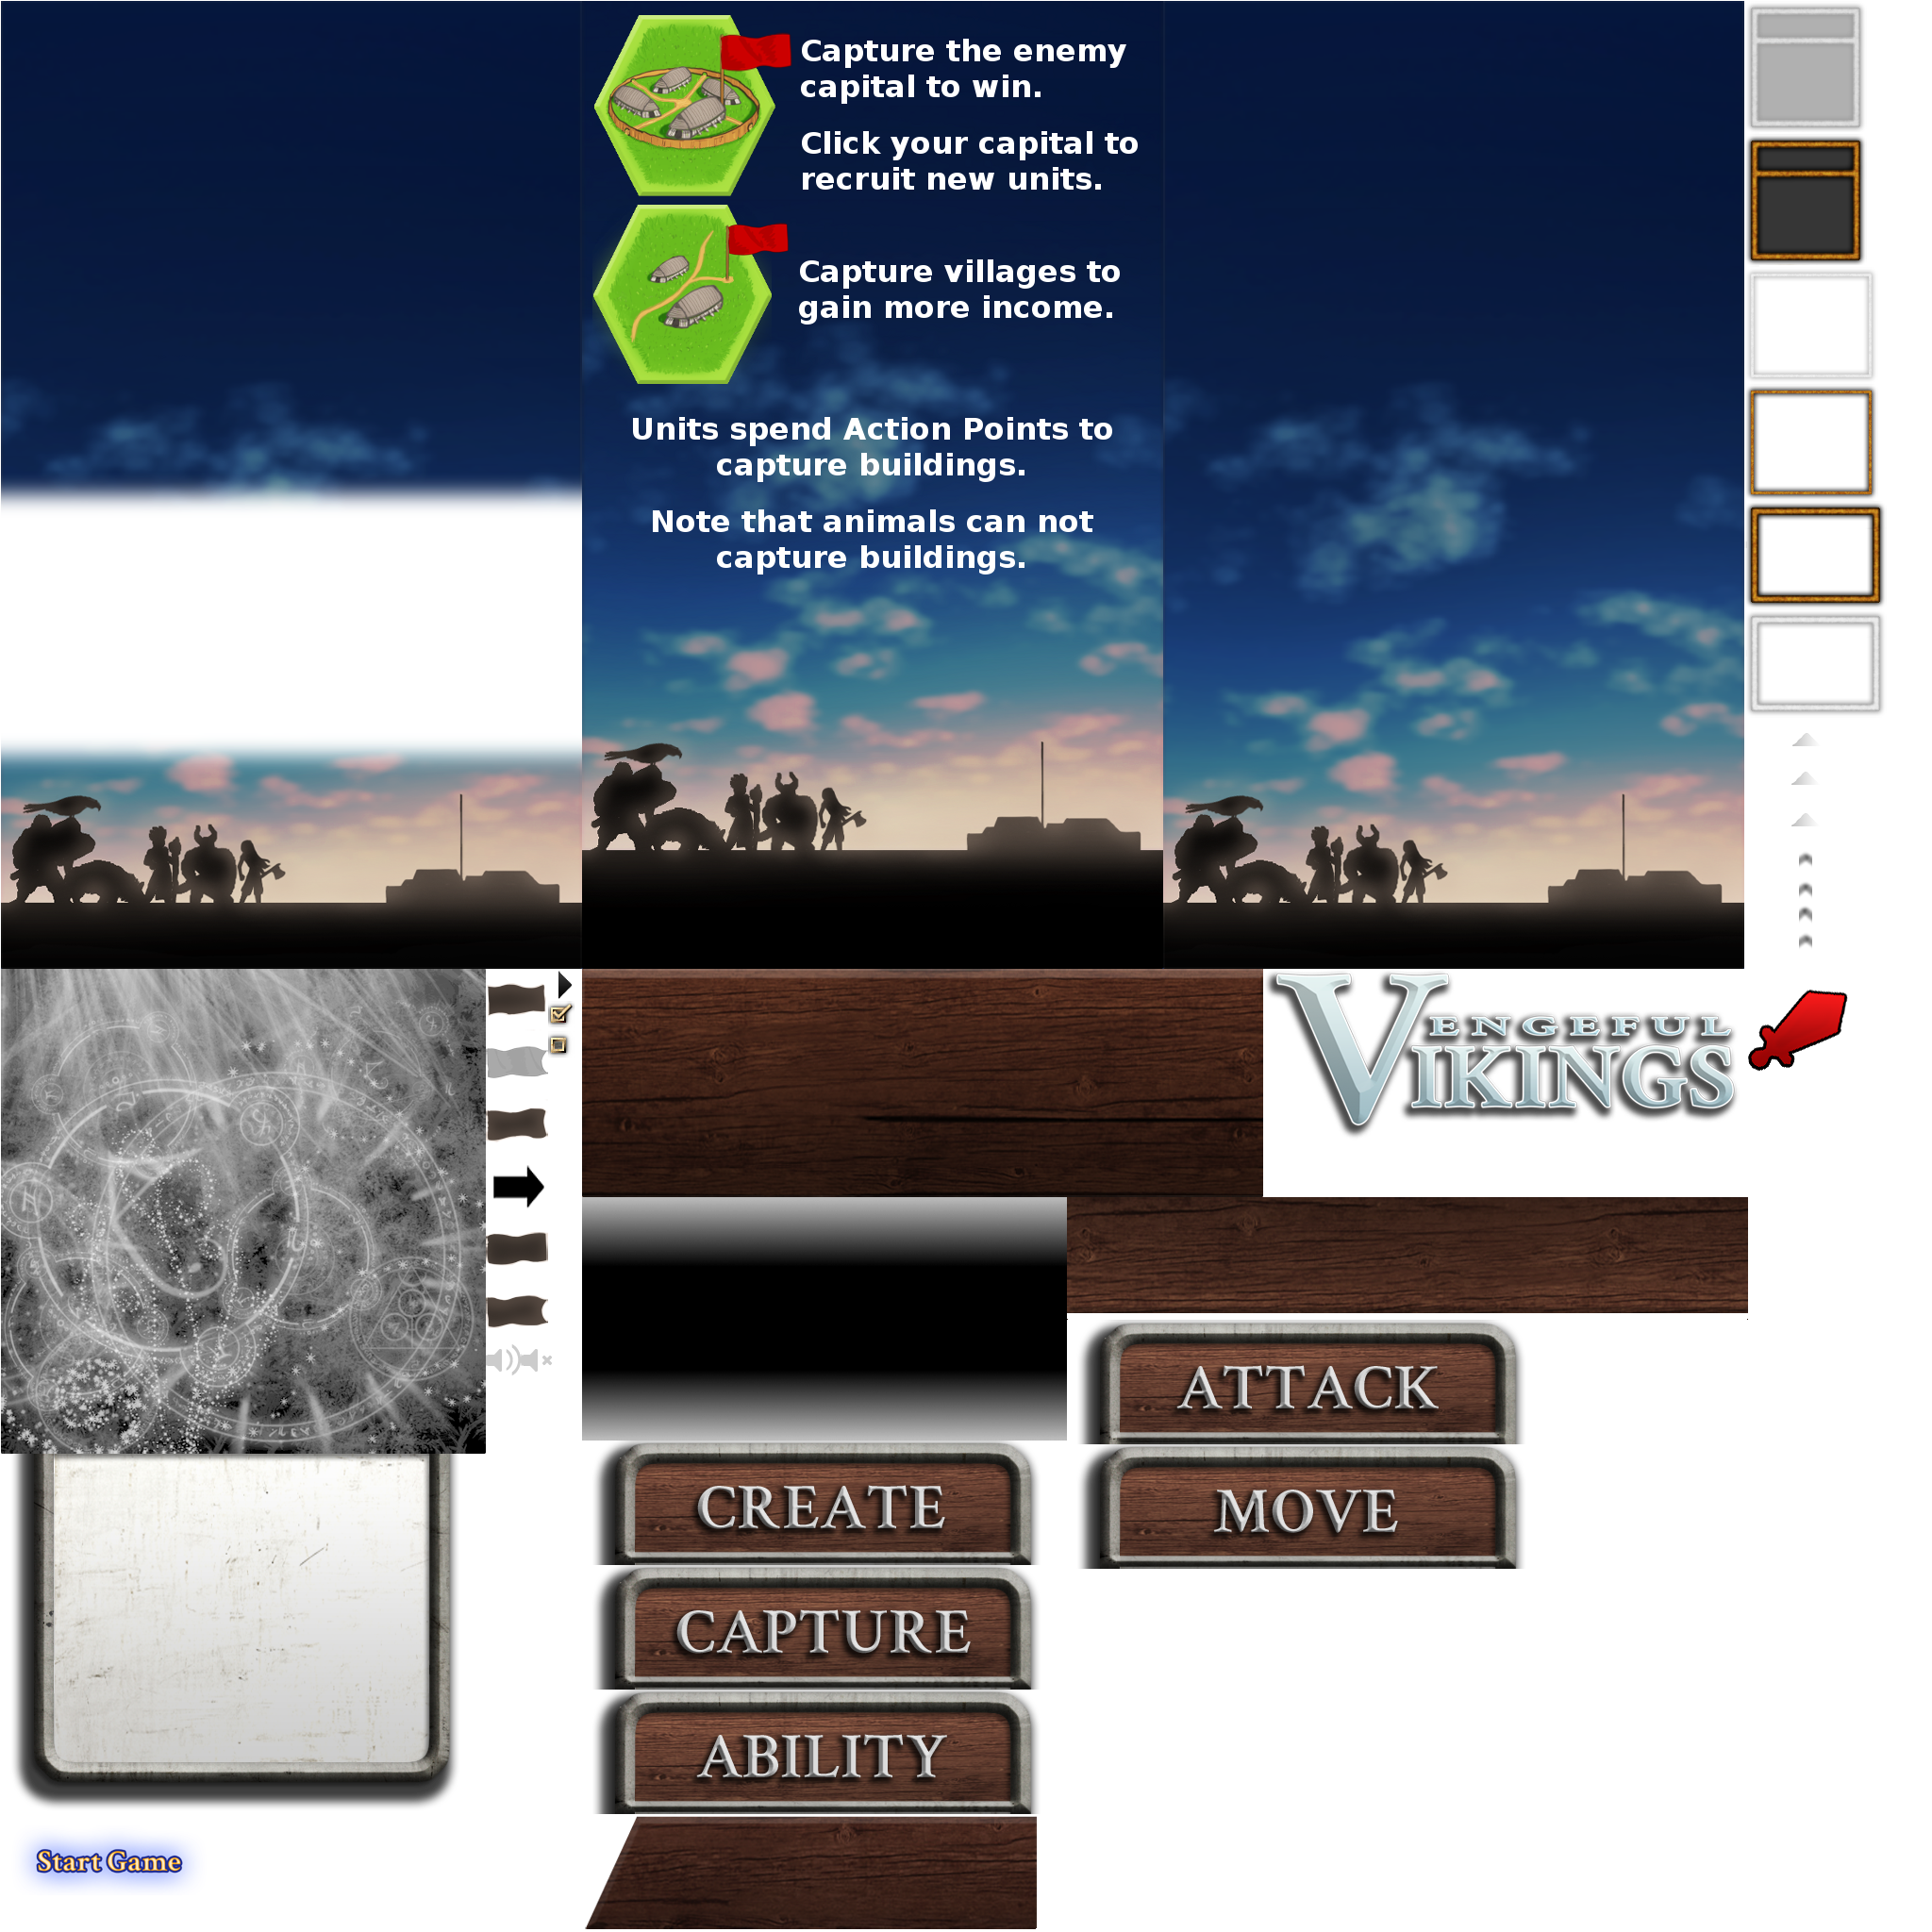 Capture the enemy
capital to win.
Click your capital to
recruit new units.
Capture villages to
gain more income.
Units spend Action Points to
capture buildings.
Note that animals can not
capture buildings.
VENGEFUL
VIKINGS
ATTACK
CREATE
MOVE
CAPTURE
ABILITY
Start Game